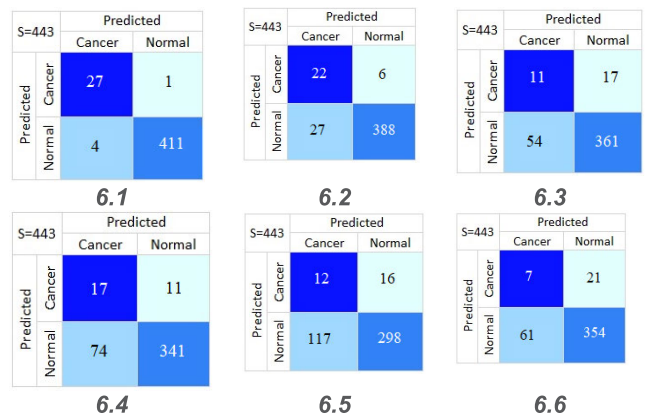 S=443 Predicted
Cancer Normal
Predicted Cancer 27 1
Normal 4 411
6.1
S=443 Predicted
Cancer Normal
Predicted Cancer 22 6
Normal 27 388
6.2
S=443 Predicted
Cancer Normal
Predicted Cancer 11 17
Normal 54 361
6.3
S=443 Predicted
Cancer Normal
Predicted Cancer 17 11
Normal 74 341
6.4
S=443 Predicted
Cancer Normal
Predicted Cancer 12 16
Normal 117 298
6.5
S=443 Predicted
Cancer Normal
Predicted Cancer 7 21
Normal 61 354
6.6